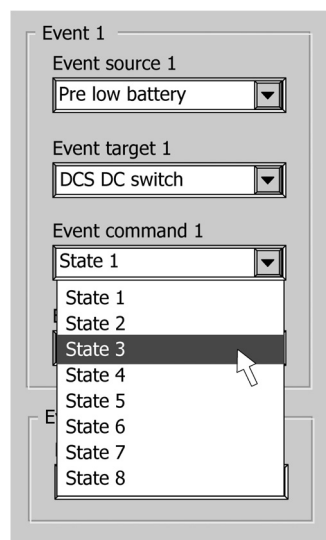 Event 1
Event source 1
Pre low battery
Event target 1
DCS DC switch
Event command 1
State 1
State 1
State 2
State 3
State 4
State 5
State 6
State 7
State 8